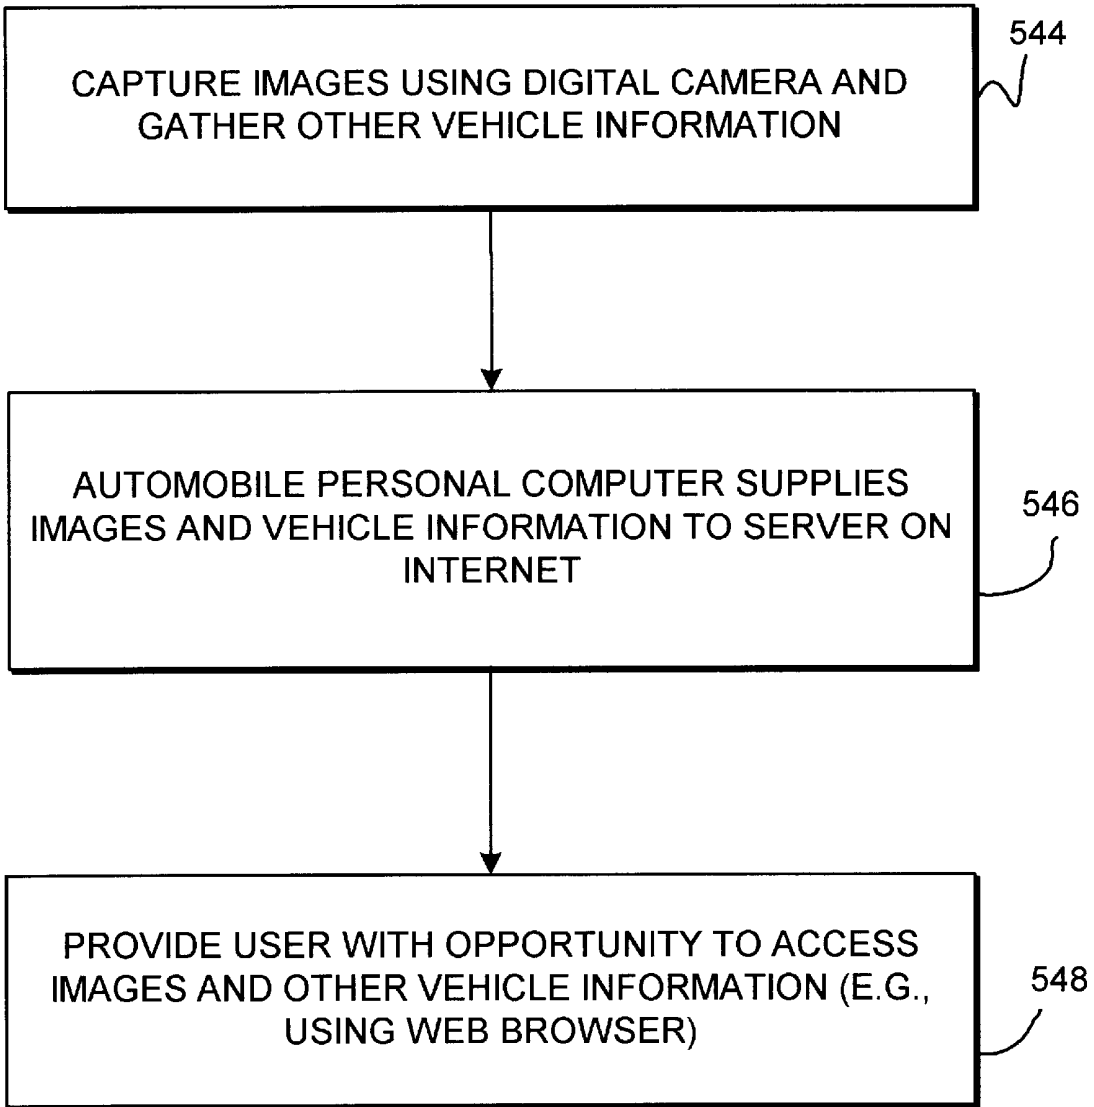 544
CAPTURE IMAGES USING DIGITAL CAMERA AND
GATHER OTHER VEHICLE INFORMATION
AUTOMOBILE PERSONAL COMPUTER SUPPLIES
IMAGES AND VEHICLE INFORMATION TO SERVER ON
INTERNET
546
PROVIDE USER WITH OPPORTUNITY TO ACCESS
IMAGES AND OTHER VEHICLE INFORMATION (E.G.,
USING WEB BROWSER)
548